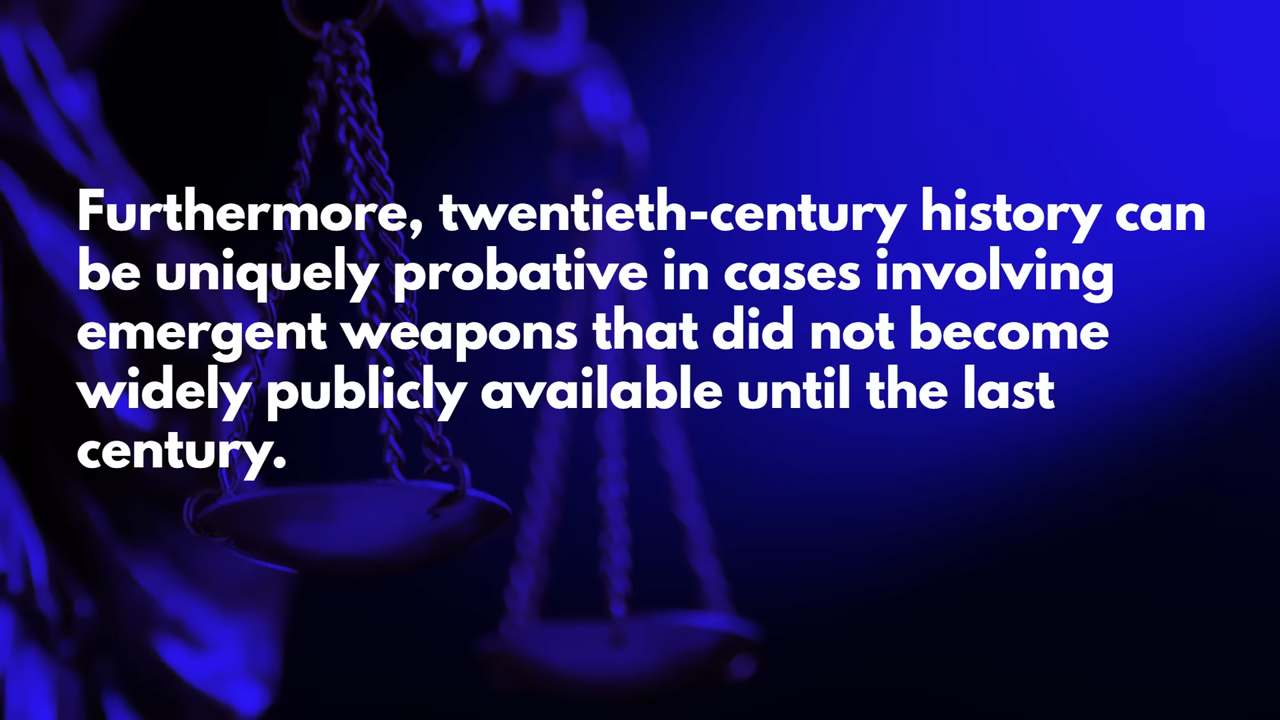 Furthermore, twentieth-century history can
be uniquely probative in cases involving
emergent weapons that did not become
widely publicly available until the last
century.